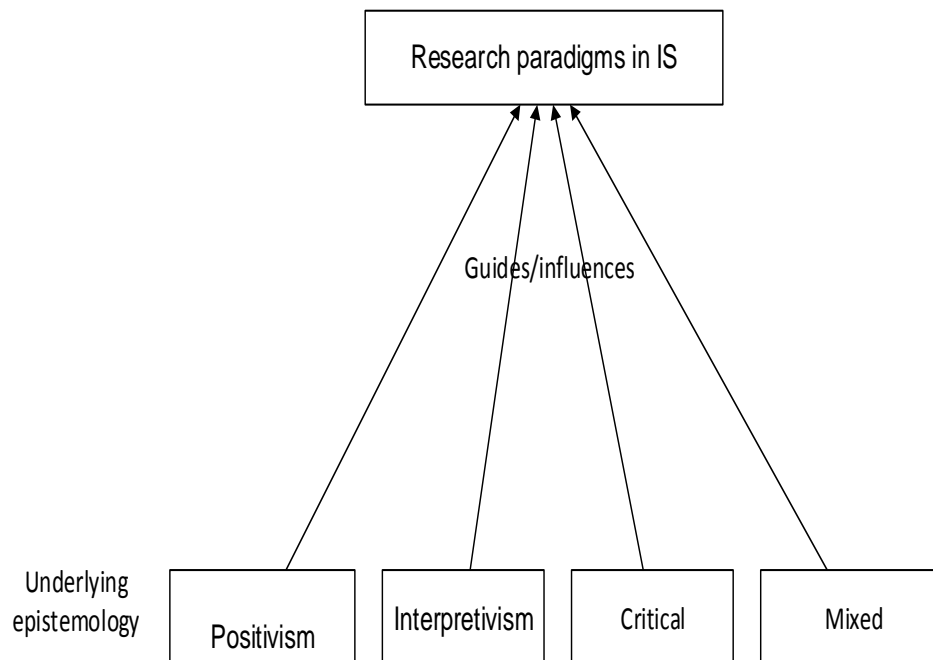 Research paradigms in IS
Guides/influences
Underlying
epistemology
Positivism
Interpretivism
Critical
Mixed